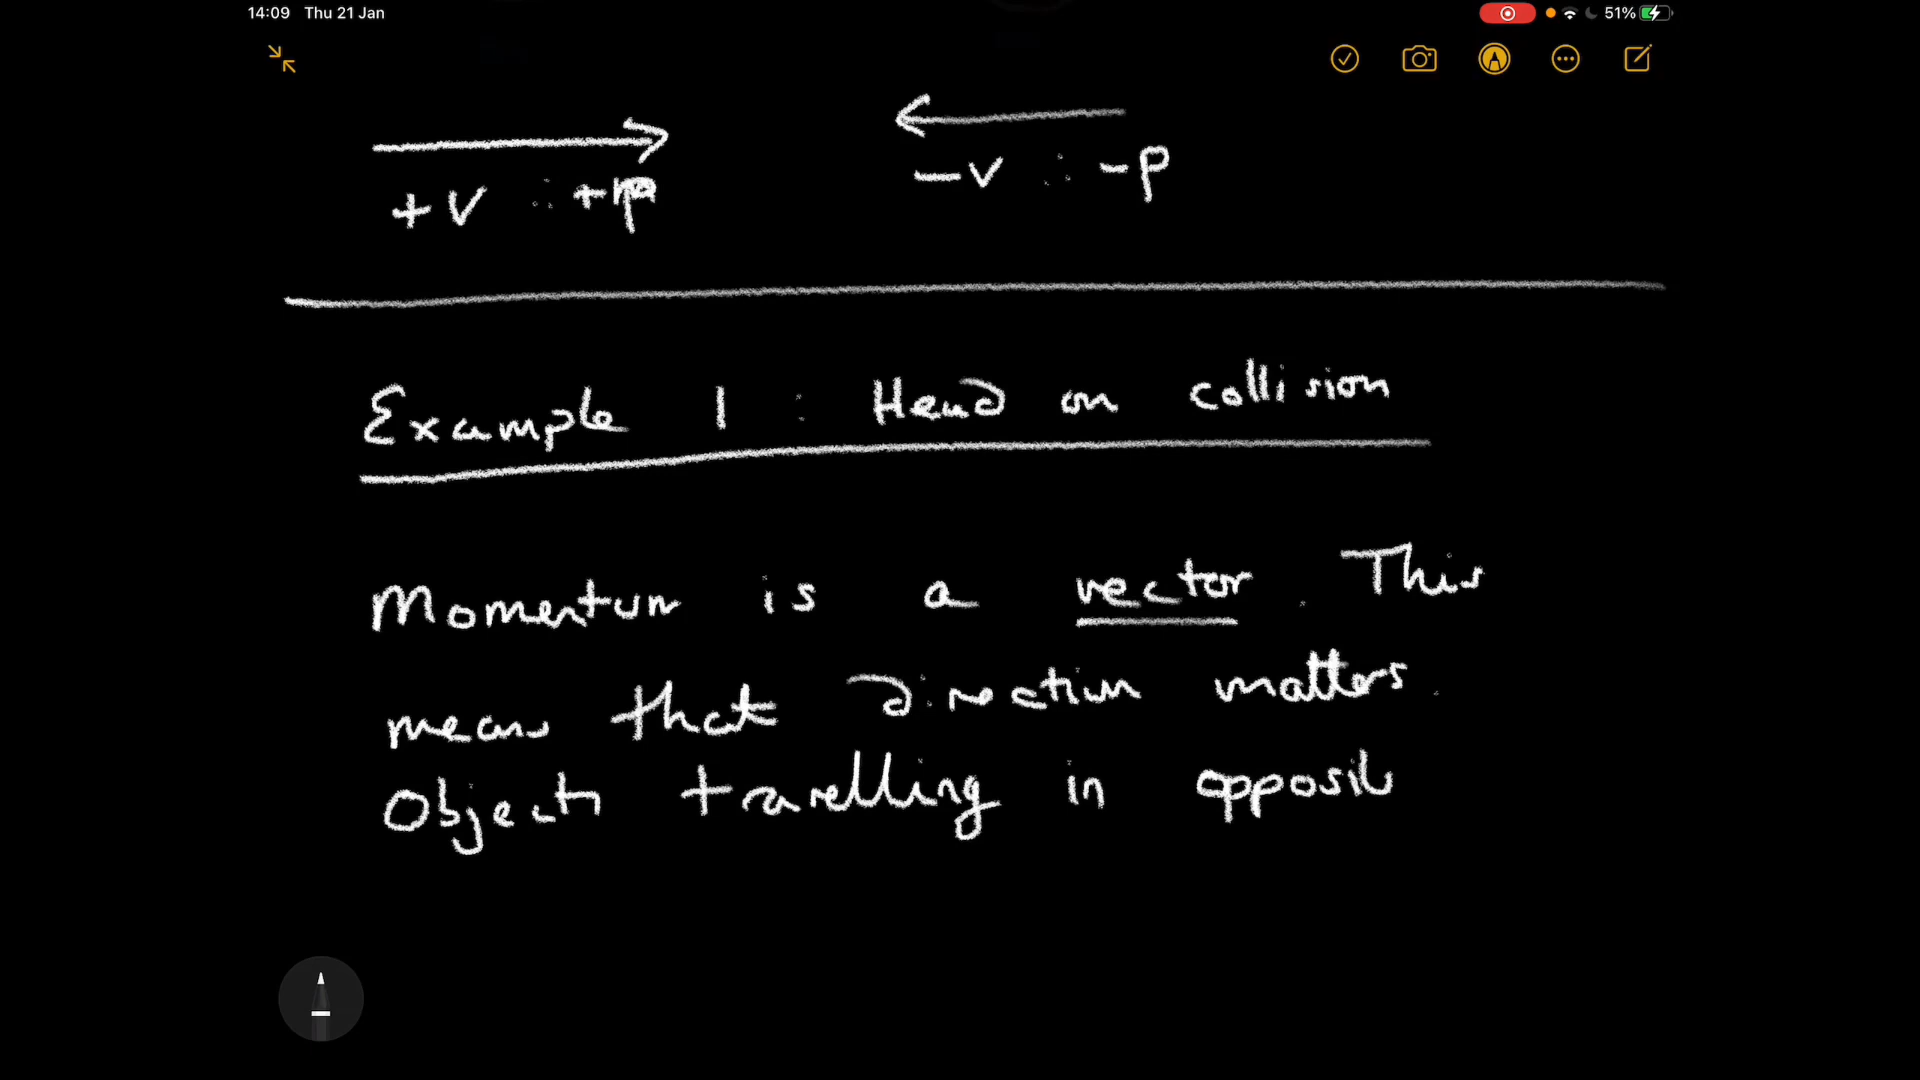 14:09 Thu 21 Jan
51%
+V ∴ +p
-v ∴ -p
Example 1 : Head on collision
Momentum is a vector. This
means that direction matters.
Objects travelling in opposite